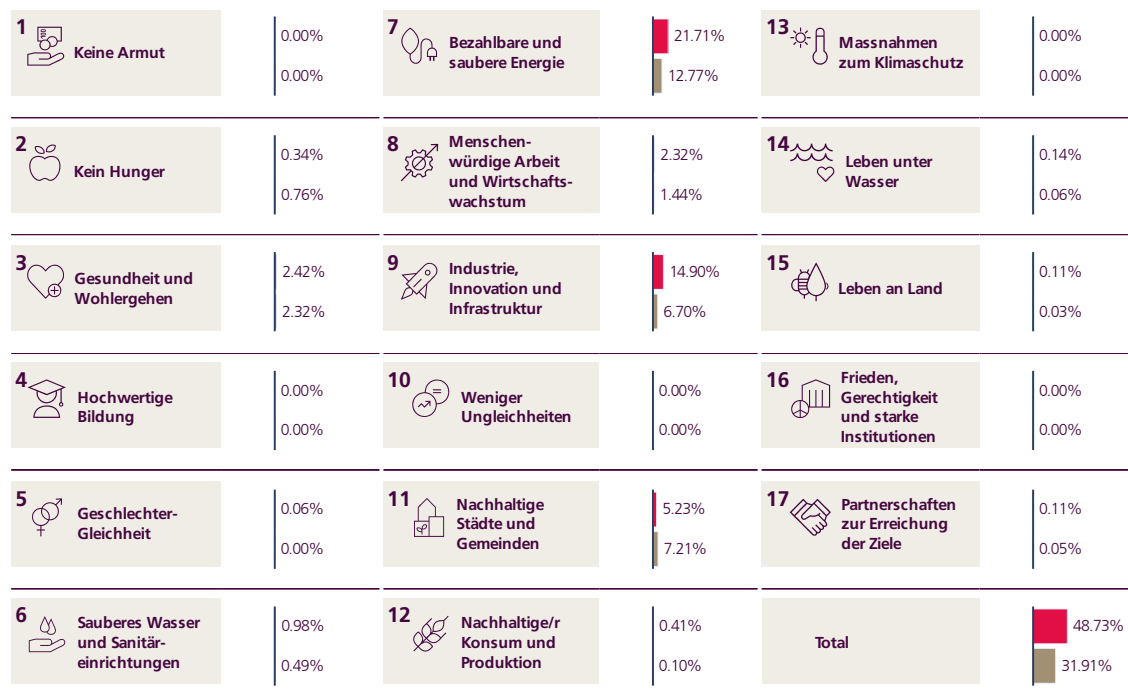 1
Keine Armut
0.00%
0.00%
2
Kein Hunger
0.34%
0.76%
3
Gesundheit und
Wohlergehen
2.42%
2.32%
4
Hochwertige
Bildung
0.00%
0.00%
5
Geschlechter-
Gleichheit
0.06%
0.00%
6
Sauberes Wasser
und Sanitär-
einrichtungen
0.98%
0.49%
7
Bezahlbare und
saubere Energie
21.71%
12.77%
8
Menschen-
würdige Arbeit
und Wirtschafts-
wachstum
2.32%
1.44%
9
Industrie,
Innovation und
Infrastruktur
14.90%
6.70%
10
Weniger
Ungleichheiten
0.00%
0.00%
11
Nachhaltige
Städte und
Gemeinden
5.23%
7.21%
12
Nachhaltige/r
Konsum und
Produktion
0.41%
0.10%
13
Massnahmen
zum Klimaschutz
0.00%
0.00%
14
Leben unter
Wasser
0.14%
0.06%
15
Leben an Land
0.11%
0.03%
16
Frieden,
Gerechtigkeit
und starke
Institutionen
0.00%
0.00%
17
Partnerschaften
zur Erreichung
der Ziele
0.11%
0.05%
Total
48.73%
31.91%